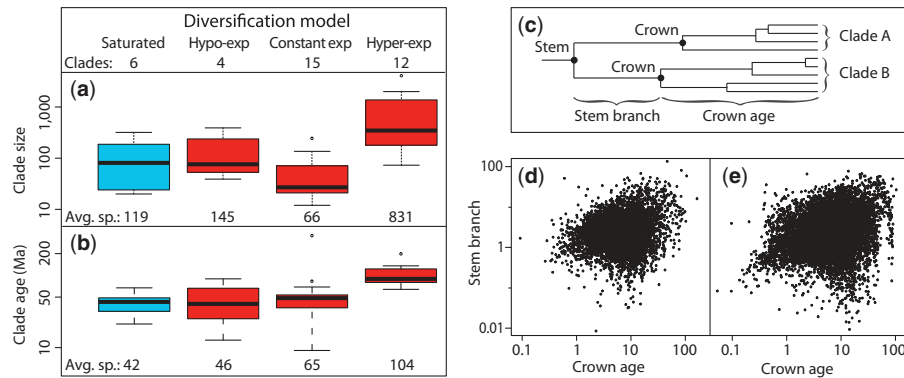 Diversification model
Saturated Hypo-exp Constant exp Hyper-exp
Clades: 6 4 15 12
(a)
Clade size
1,000
100
10
Avg. sp.: 119 145 66 831
(b)
Clade age (Ma)
200
50
10
Avg. sp.: 42 46 65 104
(c)
Stem
Crown
Crown
Clade A
Clade B
Stem branch
Crown age
(d)
(e)
Stem branch
100
1
0.01
0.1 1 10 100
0.1 1 10 100
Crown age
Crown age